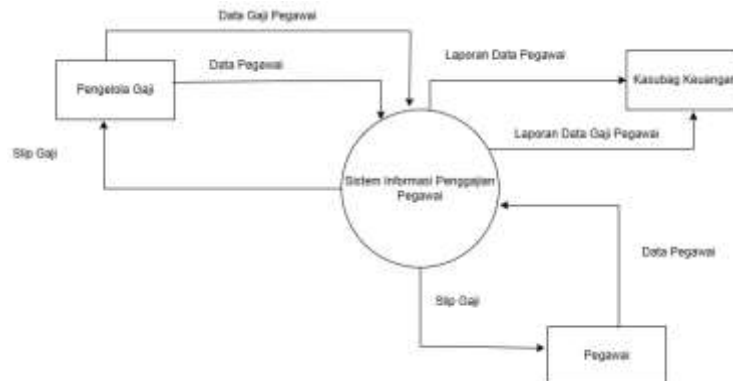 Data Gaji Pegawai
Data Pegawai
Pengelola Gaji
Slip Gaji
Laporan Data Pegawai
Kasubag Keuangan
Laporan Data Gaji Pegawai
Sistem Informasi Penggajian
Pegawai
Data Pegawai
Slip Gaji
Pegawai